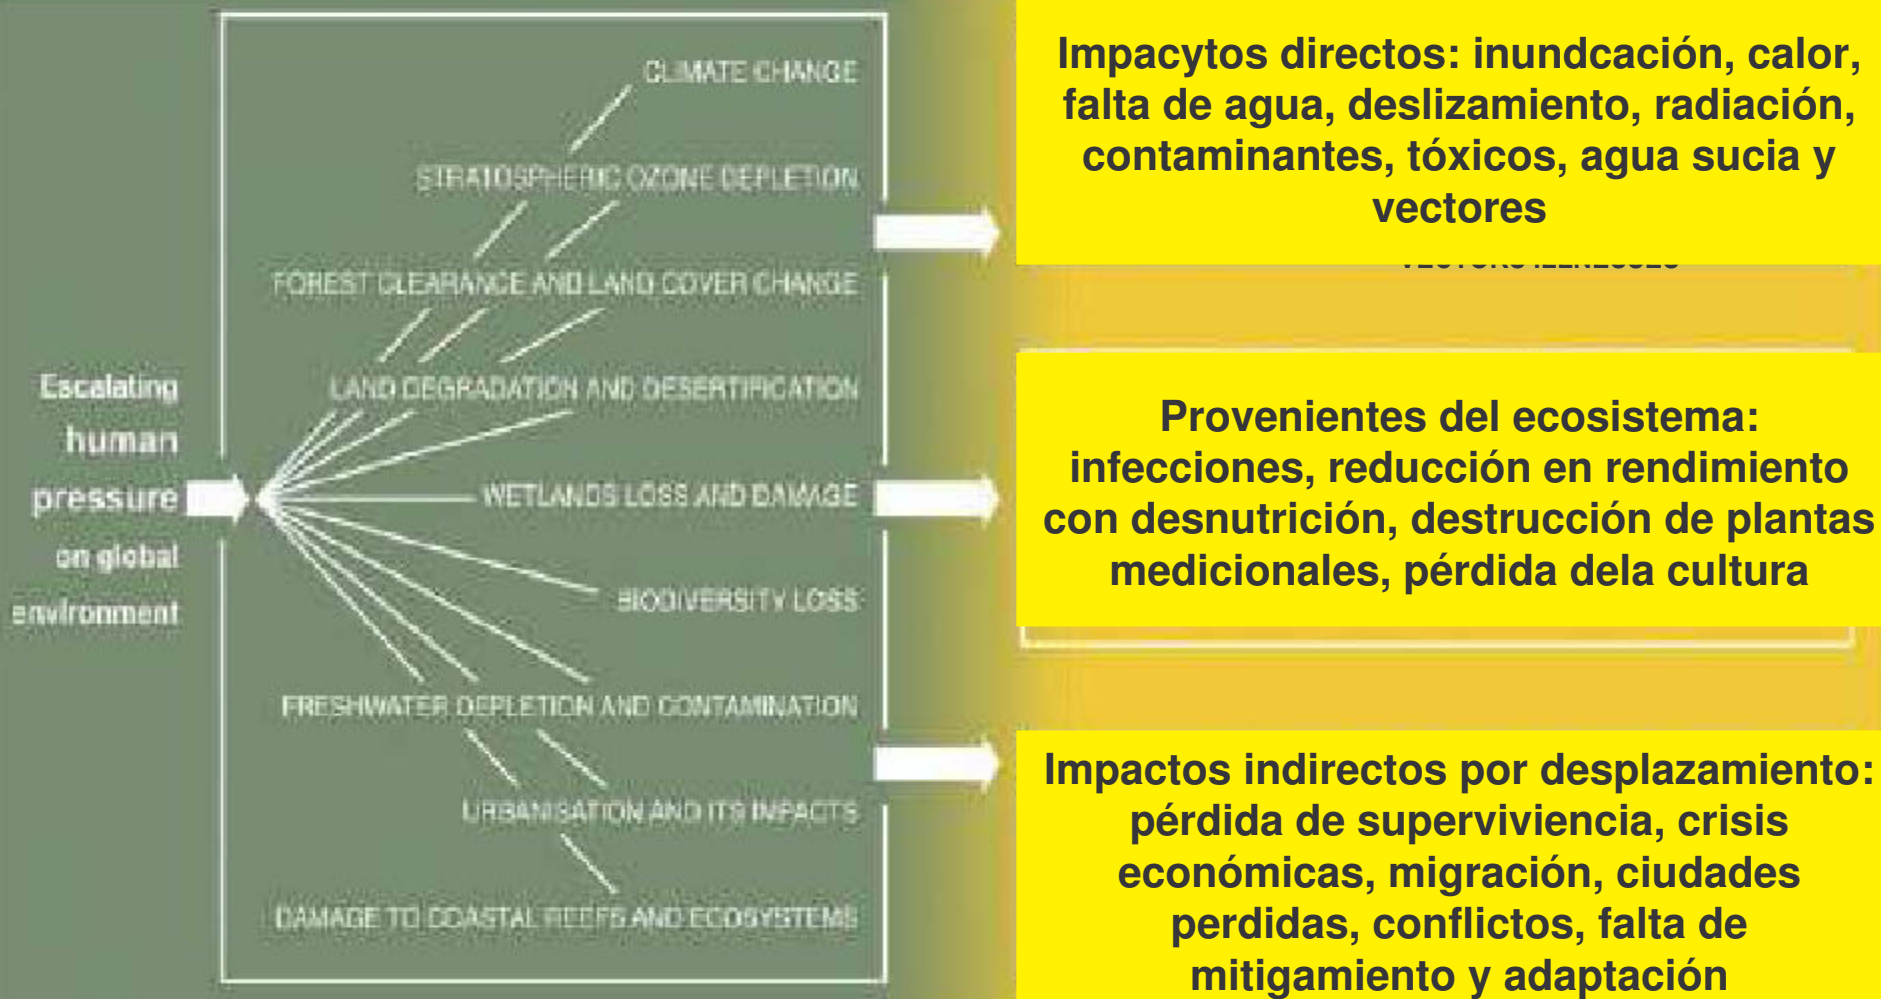 Escalating
human
pressure
on global
environment
CLIMATE CHANGE
STRATOSPHERIC OZONE DEPLETION
FOREST CLEARANCE AND LAND COVER CHANGE
LAND DEGRADATION AND DESERTIFICATION
WETLANDS LOSS AND DAMAGE
BIODIVERSITY LOSS
FRESHWATER DEPLETION AND CONTAMINATION
URBANISATION AND ITS IMPACTS
DAMAGE TO COASTAL REEFS AND ECOSYSTEMS
Impacytos directos: inundcación, calor,
falta de agua, deslizamiento, radiación,
contaminantes, tóxicos, agua sucia y
vectores
Provenientes del ecosistema:
infecciones, reducción en rendimiento
con desnutrición, destrucción de plantas
medicionales, pérdida dela cultura
Impactos indirectos por desplazamiento:
pérdida de superviviencia, crisis
económicas, migración, ciudades
perdidas, conflictos, falta de
mitigamiento y adaptación